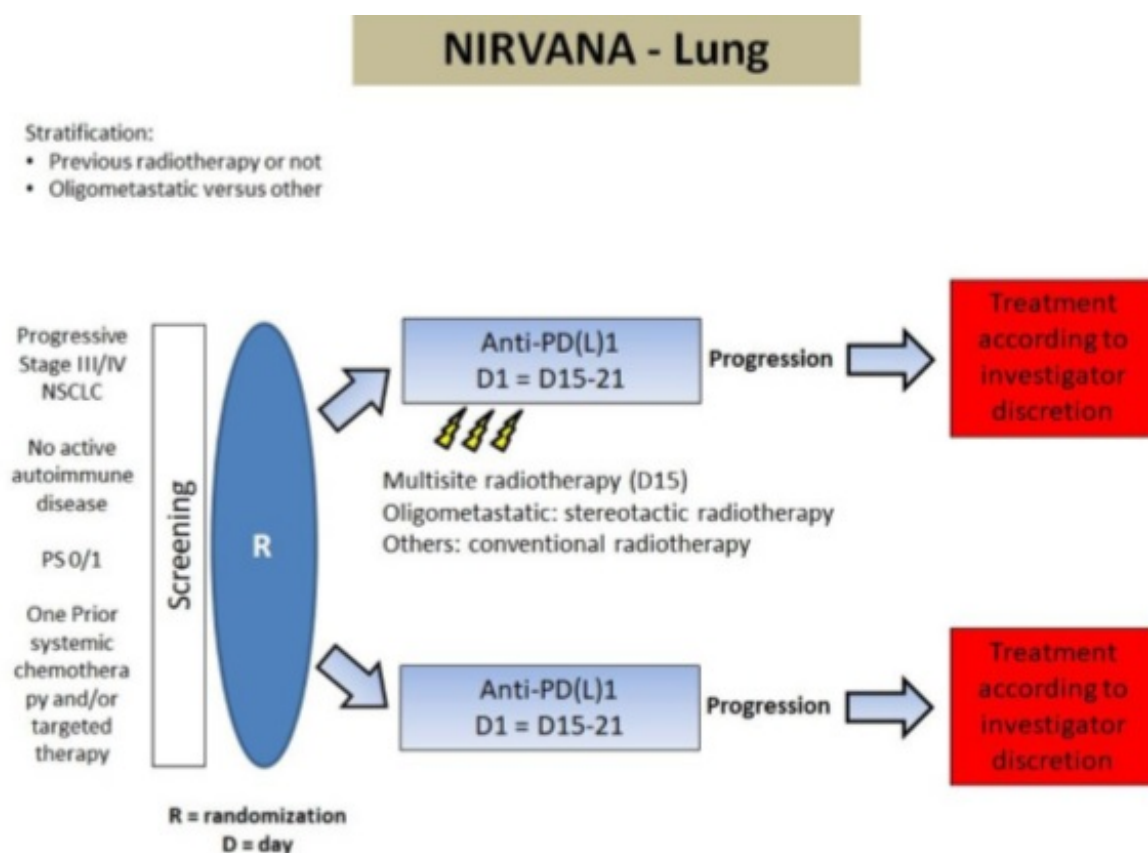 NIRVANA - Lung
Stratification:
• Previous radiotherapy or not
• Oligometastatic versus other
Progressive
Stage III/IV
NSCLC
No active
autoimmune
disease
PS 0/1
One Prior
systemic
chemothera
py and/or
targeted
therapy
Screening
R
Anti-PD(L)1
D1 = D15-21
Progression
Treatment
according to
investigator
discretion
Multisite radiotherapy (D15)
Oligometastatic: stereotactic radiotherapy
Others: conventional radiotherapy
Anti-PD(L)1
D1 = D15-21
Progression
Treatment
according to
investigator
discretion
R = randomization
D = day